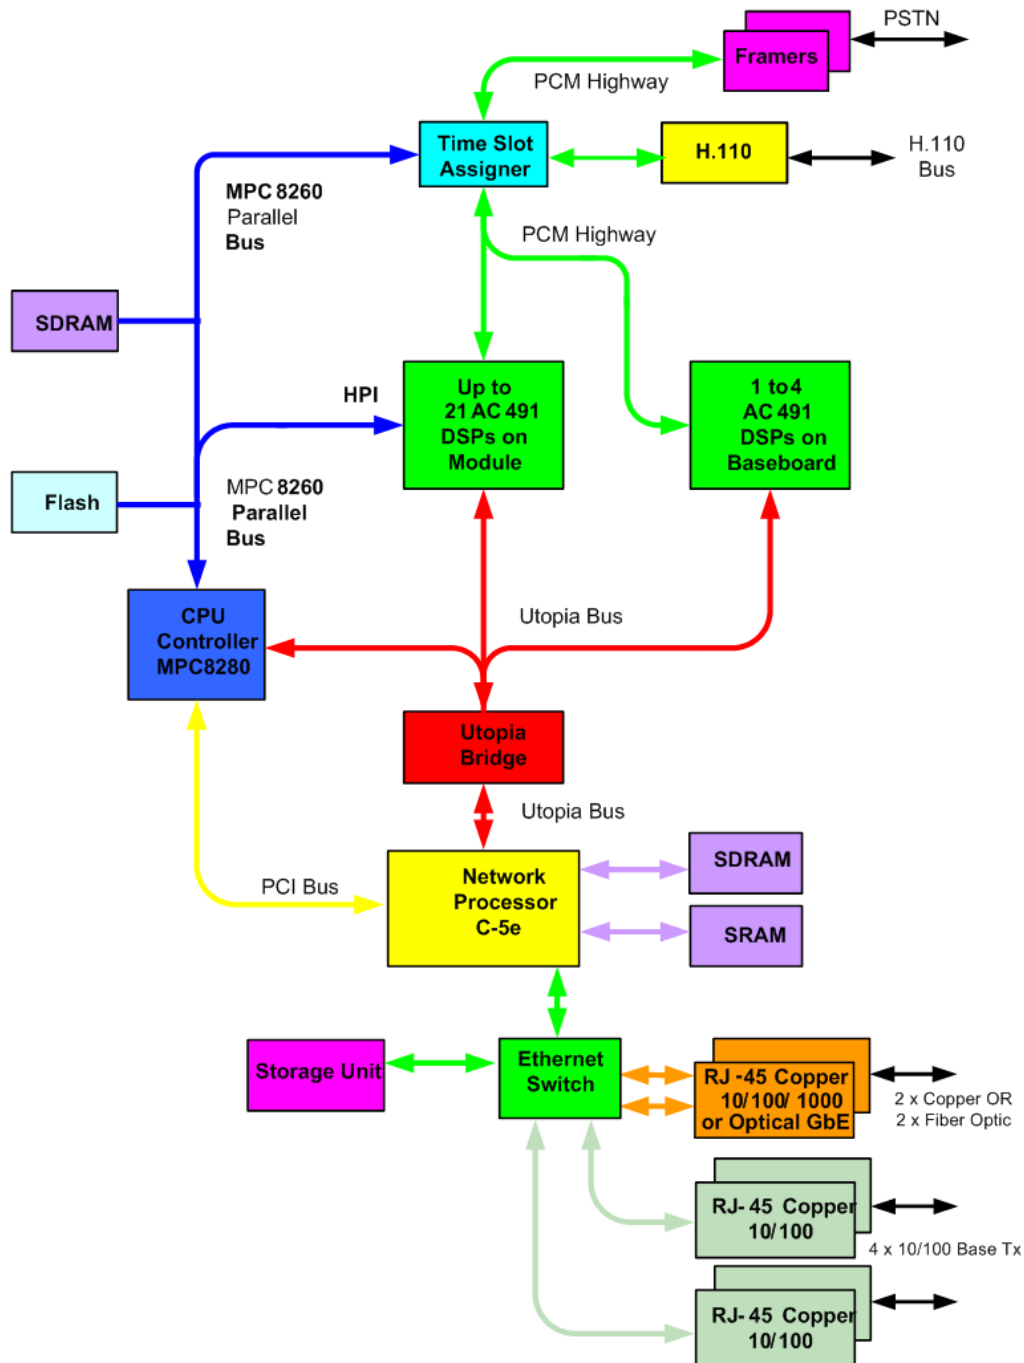 PSTN
Framers
PCM Highway
Time Slot
Assigner
H.110
H.110
Bus
MPC 8260
Parallel
Bus
PCM Highway
SDRAM
HPI
Up to
21 AC 491
DSPs on
Module
1 to 4
AC 491
DSPs on
Baseboard
Flash
MPC 8260
Parallel
Bus
CPU
Controller
MPC8280
Utopia Bus
Utopia
Bridge
Utopia Bus
PCI Bus
Network
Processor
C-5e
SDRAM
SRAM
Storage Unit
Ethernet
Switch
RJ -45 Copper
10/100/ 1000
or Optical GbE
2 x Copper OR
2 x Fiber Optic
RJ- 45 Copper
10/100
4 x 10/100 Base Tx
RJ- 45 Copper
10/100